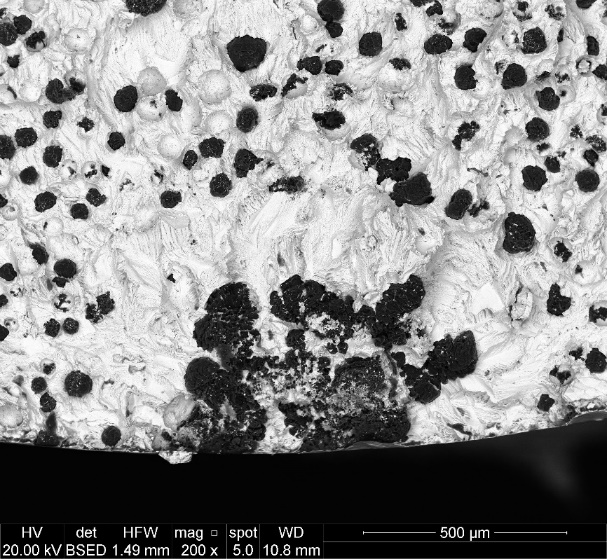 HV det HFW mag □ spot WD
20.00 kV BSED 1.49 mm 200 x 5.0 10.8 mm
500 µm